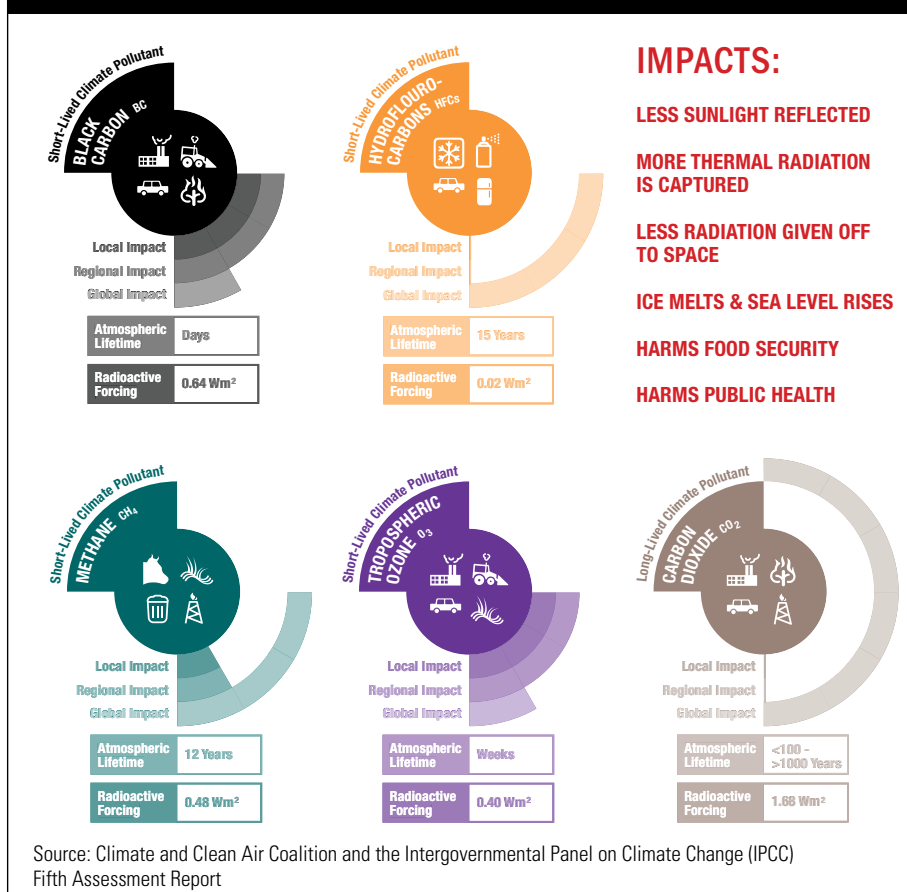 Short-Lived Climate Pollutant
BLACK
CARBON BC
Local Impact
Regional Impact
Global Impact
Atmospheric
Lifetime
Days
Radioactive
Forcing
0.64 Wm²
Short-Lived Climate Pollutant
HYDROFLOURO-
CARBONS HFCs
Local Impact
Regional Impact
Global Impact
Atmospheric
Lifetime
15 Years
Radioactive
Forcing
0.02 Wm²
IMPACTS:
LESS SUNLIGHT REFLECTED
MORE THERMAL RADIATION
IS CAPTURED
LESS RADIATION GIVEN OFF
TO SPACE
ICE MELTS & SEA LEVEL RISES
HARMS FOOD SECURITY
HARMS PUBLIC HEALTH
Short-Lived Climate Pollutant
METHANE CH₄
Local Impact
Regional Impact
Global Impact
Atmospheric
Lifetime
12 Years
Radioactive
Forcing
0.48 Wm²
Short-Lived Climate Pollutant
TROPOSPHERIC
OZONE O₃
Local Impact
Regional Impact
Global Impact
Atmospheric
Lifetime
Weeks
Radioactive
Forcing
0.40 Wm²
Long-Lived Climate Pollutant
CARBON
DIOXIDE CO₂
Local Impact
Regional Impact
Global Impact
Atmospheric
Lifetime
<100 -
>1000 Years
Radioactive
Forcing
1.68 Wm²
Source: Climate and Clean Air Coalition and the Intergovernmental Panel on Climate Change (IPCC)
Fifth Assessment Report